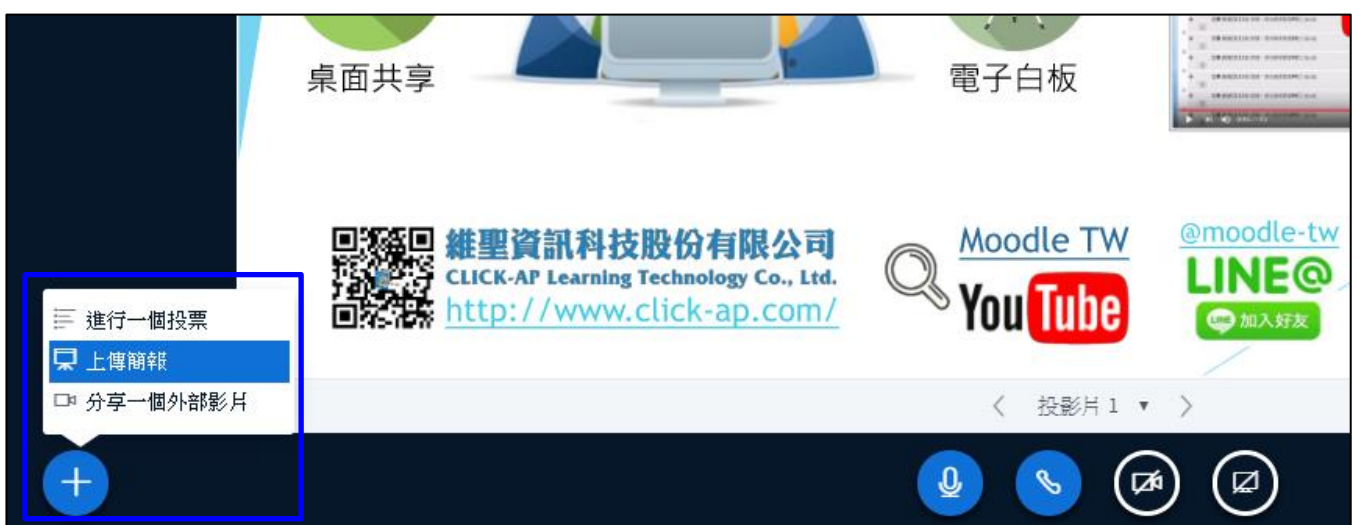 桌面共享
電子白板
維聖資訊科技股份有限公司
CLICK-AP Learning Technology Co., Ltd.
http://www.click-ap.com/
Moodle TW
YouTube
@moodle-tw
LINE@
LINE 加入好友
進行一個投票
上傳簡報
分享一個外部影片
投影片 1